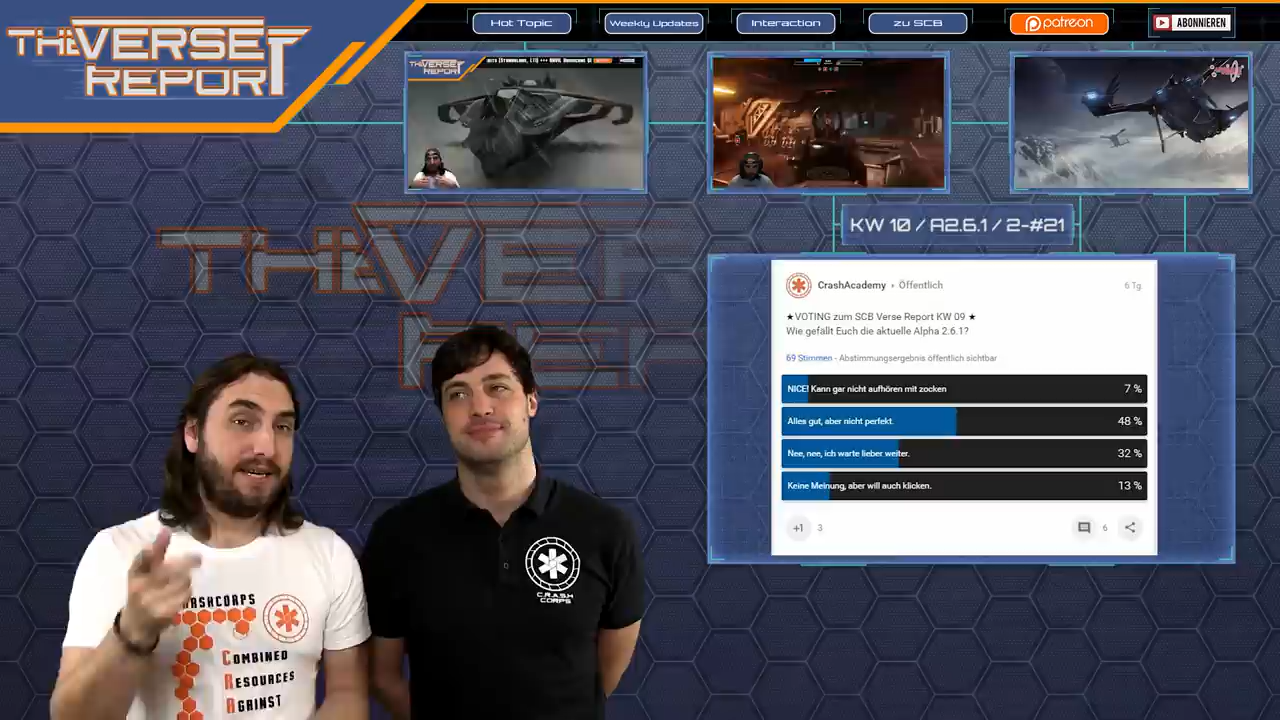 THE VERSE
REPORT
Hot Topic
Weekly Updates
Interaction
zu SCB
patreon
ABONNIEREN
KW 10 / A2.6.1 / 2-#21
CrashAcademy • Öffentlich
6 Tg
★VOTING zum SCB Verse Report KW 09 ★
Wie gefällt Euch die aktuelle Alpha 2.6.1?
69 Stimmen - Abstimmungsergebnis öffentlich sichtbar
NICE! Kann gar nicht aufhören mit zocken 7 %
Alles gut, aber nicht perfekt. 48 %
Nee, nee, ich warte lieber weiter. 32 %
Keine Meinung, aber will auch klicken. 13 %
+1 3
6
THE VER
REP
C.R.A.S.H.
CORPS
COMBINED
RESOURCES
AGAINST